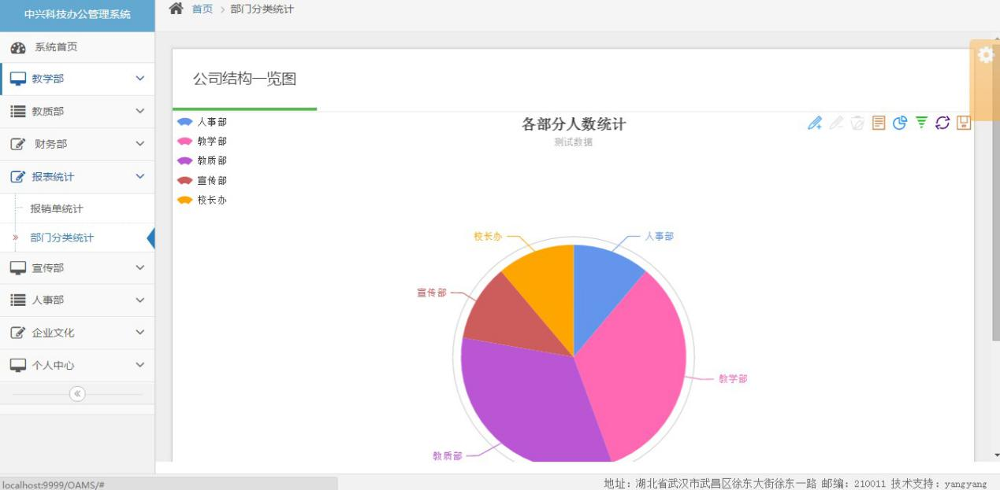 中兴科技办公管理系统
首页 > 部门分类统计
系统首页
教学部
教质部
财务部
报表统计
报销单统计
» 部门分类统计
宣传部
人事部
企业文化
个人中心
«
公司结构一览图
人事部
教学部
教质部
宣传部
校长办
各部分人数统计
测试数据
校长办
人事部
宣传部
教学部
教质部
localhost:9999/OAMS/#
地址：湖北省武汉市武昌区徐东大街徐东一路 邮编：210011 技术支持：yangyang